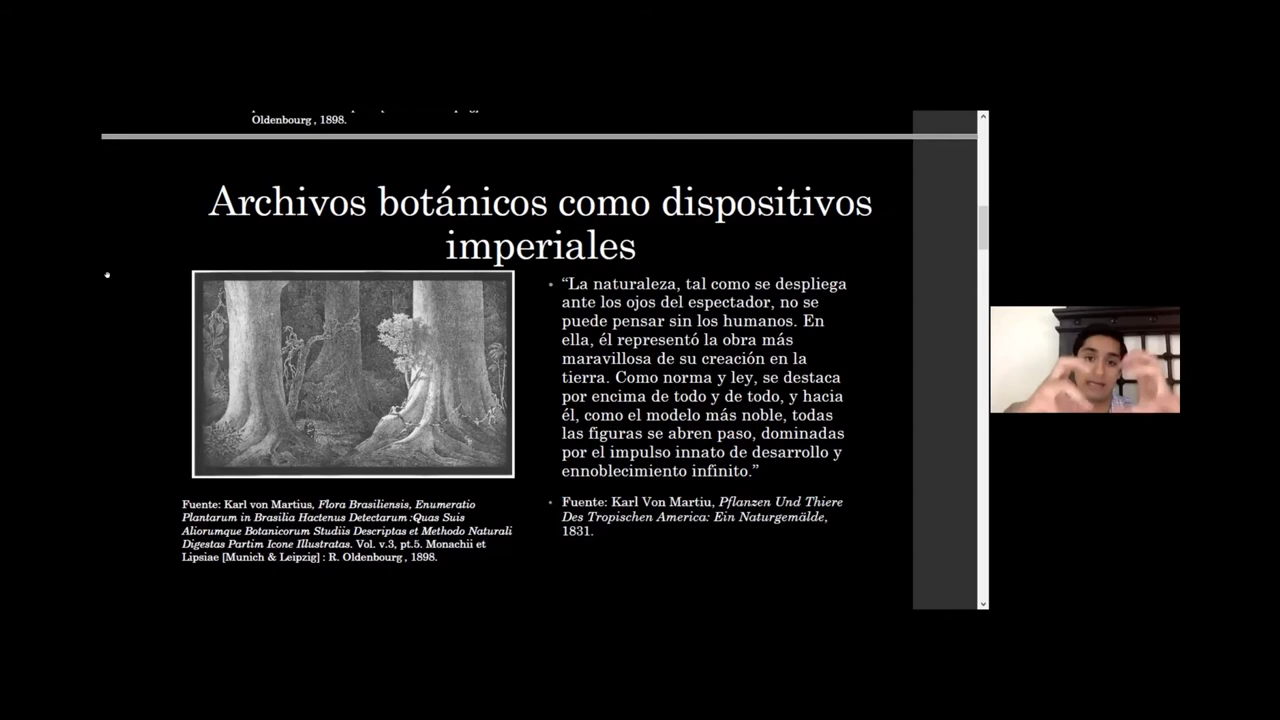 Oldenbourg , 1898.
Archivos botánicos como dispositivos
imperiales
• “La naturaleza, tal como se despliega
ante los ojos del espectador, no se
puede pensar sin los humanos. En
ella, él representó la obra más
maravillosa de su creación en la
tierra. Como norma y ley, se destaca
por encima de todo y de todo, y hacia
él, como el modelo más noble, todas
las figuras se abren paso, dominadas
por el impulso innato de desarrollo y
ennoblecimiento infinito.”
• Fuente: Karl Von Martiu, Pflanzen Und Thiere
Des Tropischen America: Ein Naturgemälde,
1831.
Fuente: Karl von Martius, Flora Brasiliensis, Enumeratio
Plantarum in Brasilia Hactenus Detectarum :Quas Suis
Aliorumque Botanicorum Studiis Descriptas et Methodo Naturali
Digestas Partim Icone Illustratas. Vol. v.3, pt.5. Monachii et
Lipsiae [Munich & Leipzig] : R. Oldenbourg , 1898.